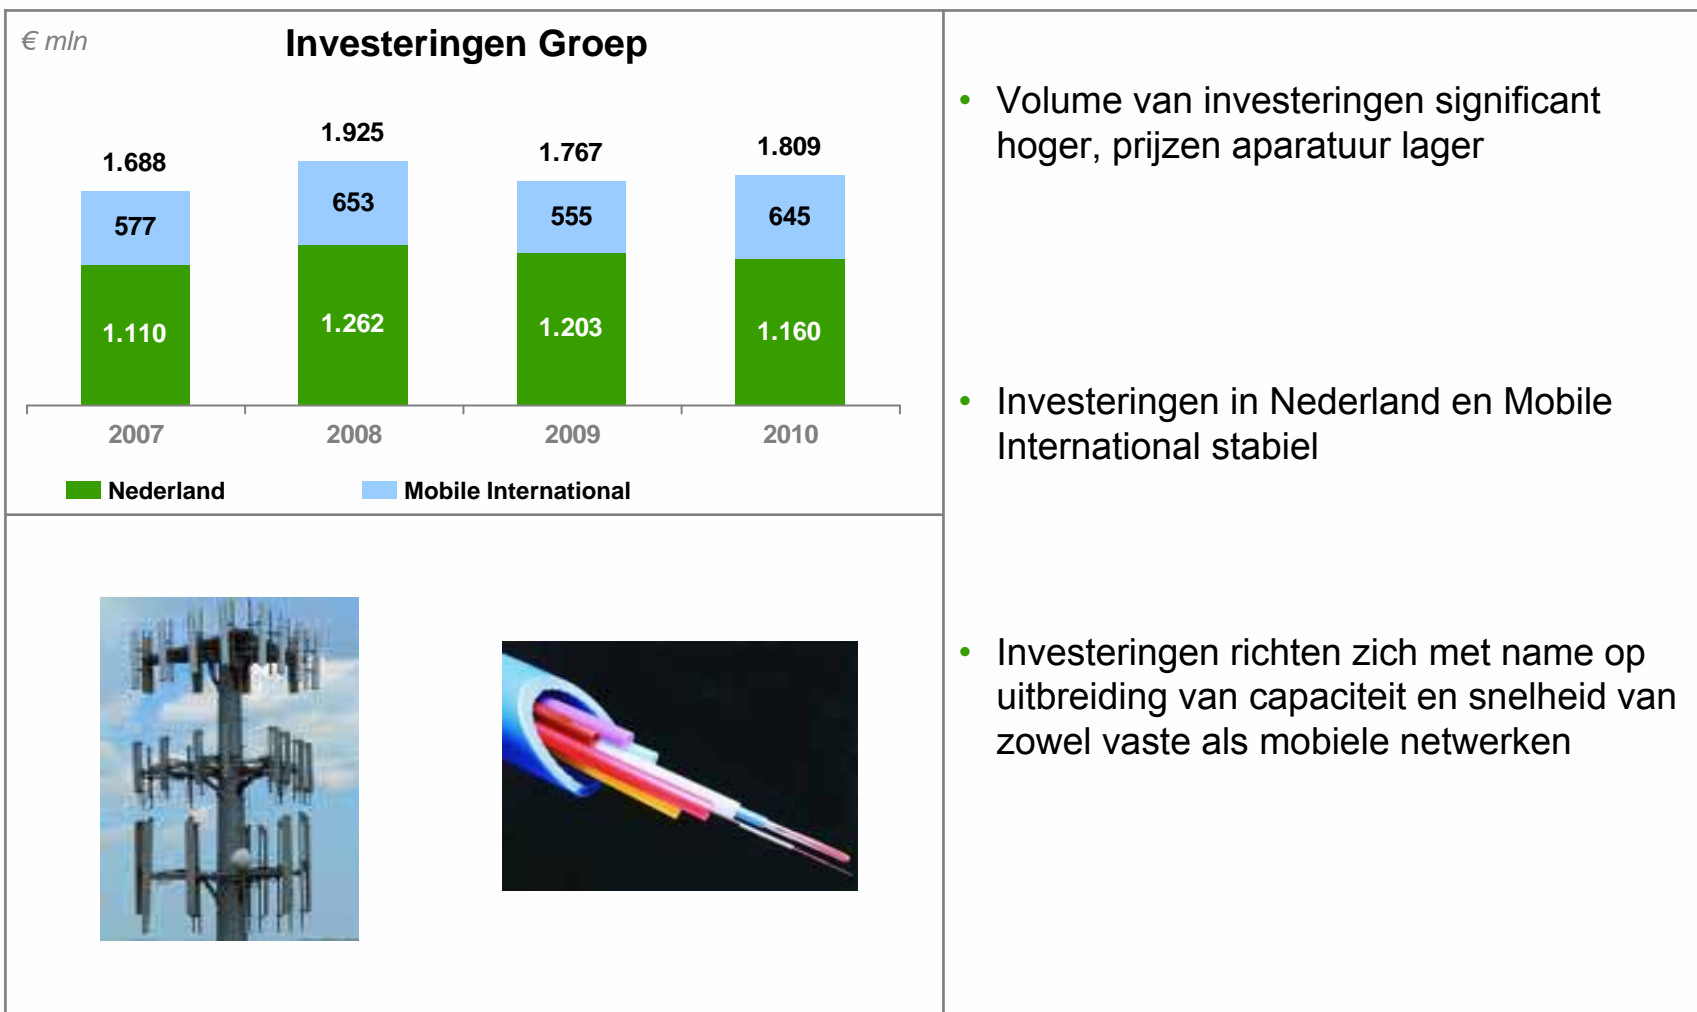 € mln
Investeringen Groep
1.688
1.925
1.767
1.809
577
653
555
645
1.110
1.262
1.203
1.160
2007
2008
2009
2010
Nederland
Mobile International
• Volume van investeringen significant
hoger, prijzen aparatuur lager
• Investeringen in Nederland en Mobile
International stabiel
• Investeringen richten zich met name op
uitbreiding van capaciteit en snelheid van
zowel vaste als mobiele netwerken